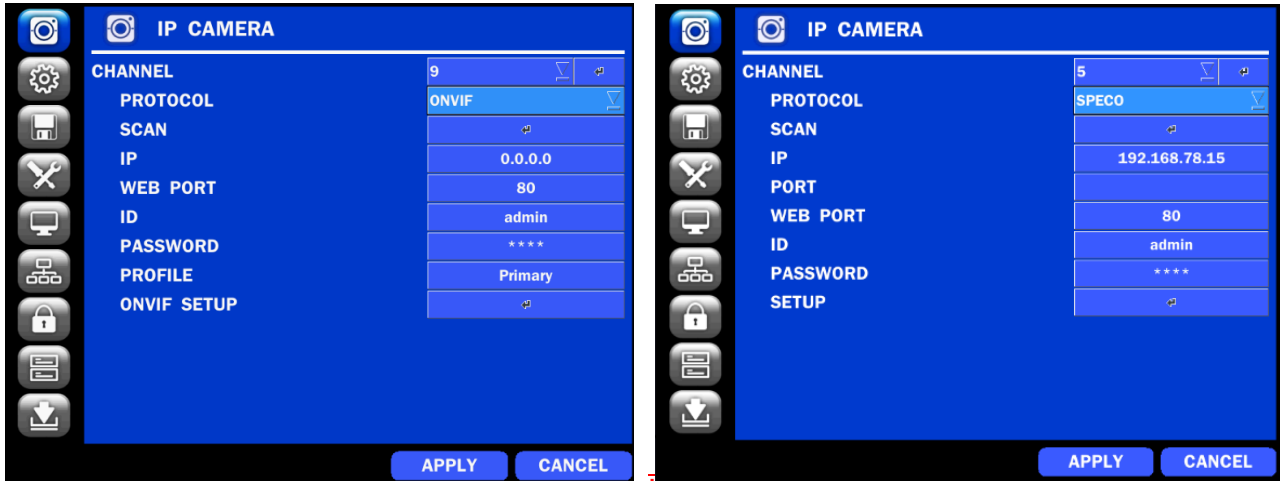 IP CAMERA
CHANNEL 9
PROTOCOL ONVIF
SCAN
IP 0.0.0.0
WEB PORT 80
ID admin
PASSWORD ****
PROFILE Primary
ONVIF SETUP
APPLY CANCEL
IP CAMERA
CHANNEL 5
PROTOCOL SPECO
SCAN
IP 192.168.78.15
PORT
WEB PORT 80
ID admin
PASSWORD ****
SETUP
APPLY CANCEL